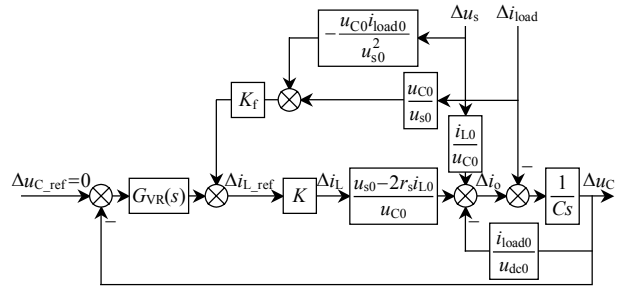 Δu_s Δi_load
−u_C0 i_load0 / u_s0^2
K_f
u_C0 / u_s0
i_L0 / u_C0
Δu_C_ref=0
G_VR(s)
Δi_L_ref
K
Δi_L
u_s0−2r_s i_L0 / u_C0
Δi_o
−
1 / Cs
Δu_C
−
−
i_load0 / u_dc0